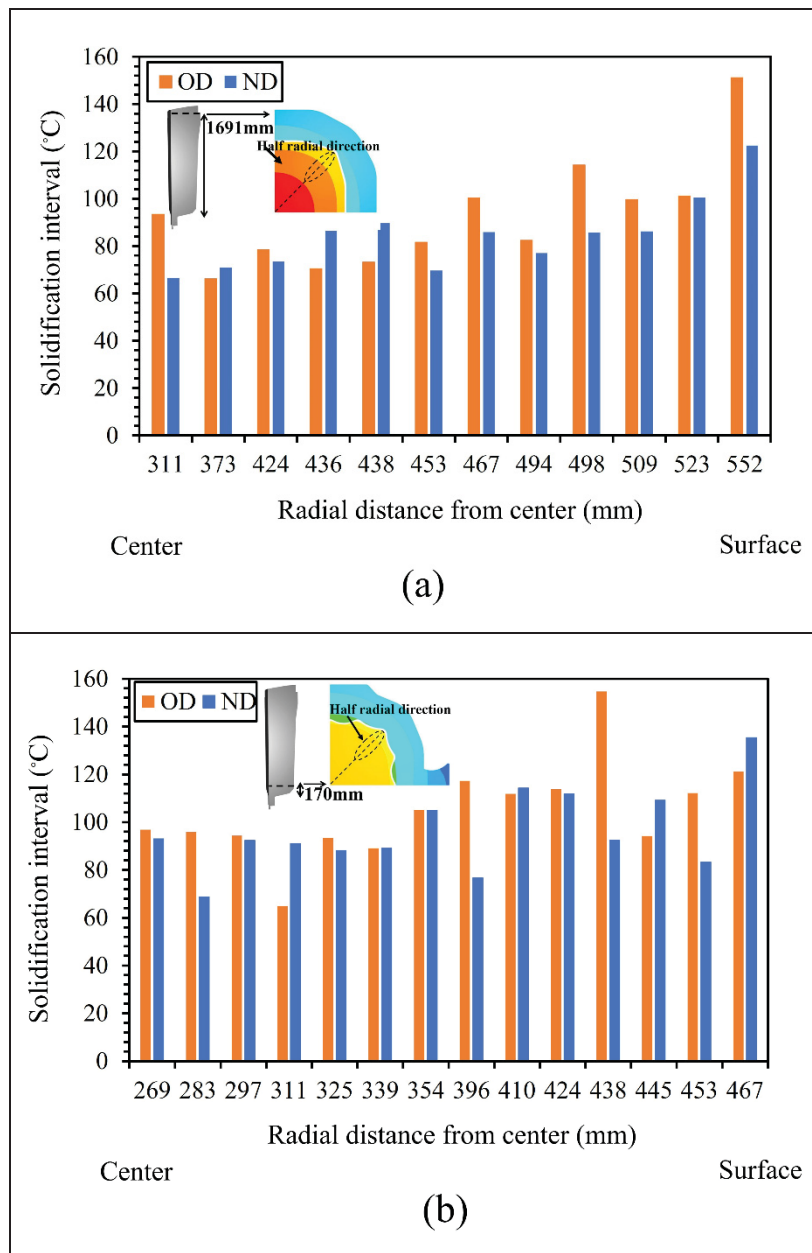 160
140
120
100
80
60
40
20
0
Solidification interval (°C)
OD ND
1691mm
Half radial direction
311 373 424 436 438 453 467 494 498 509 523 552
Radial distance from center (mm)
Center Surface
(a)
160
140
120
100
80
60
40
20
0
Solidification interval (°C)
OD ND
Half radial direction
170mm
269 283 297 311 325 339 354 396 410 424 438 445 453 467
Radial distance from center (mm)
Center Surface
(b)